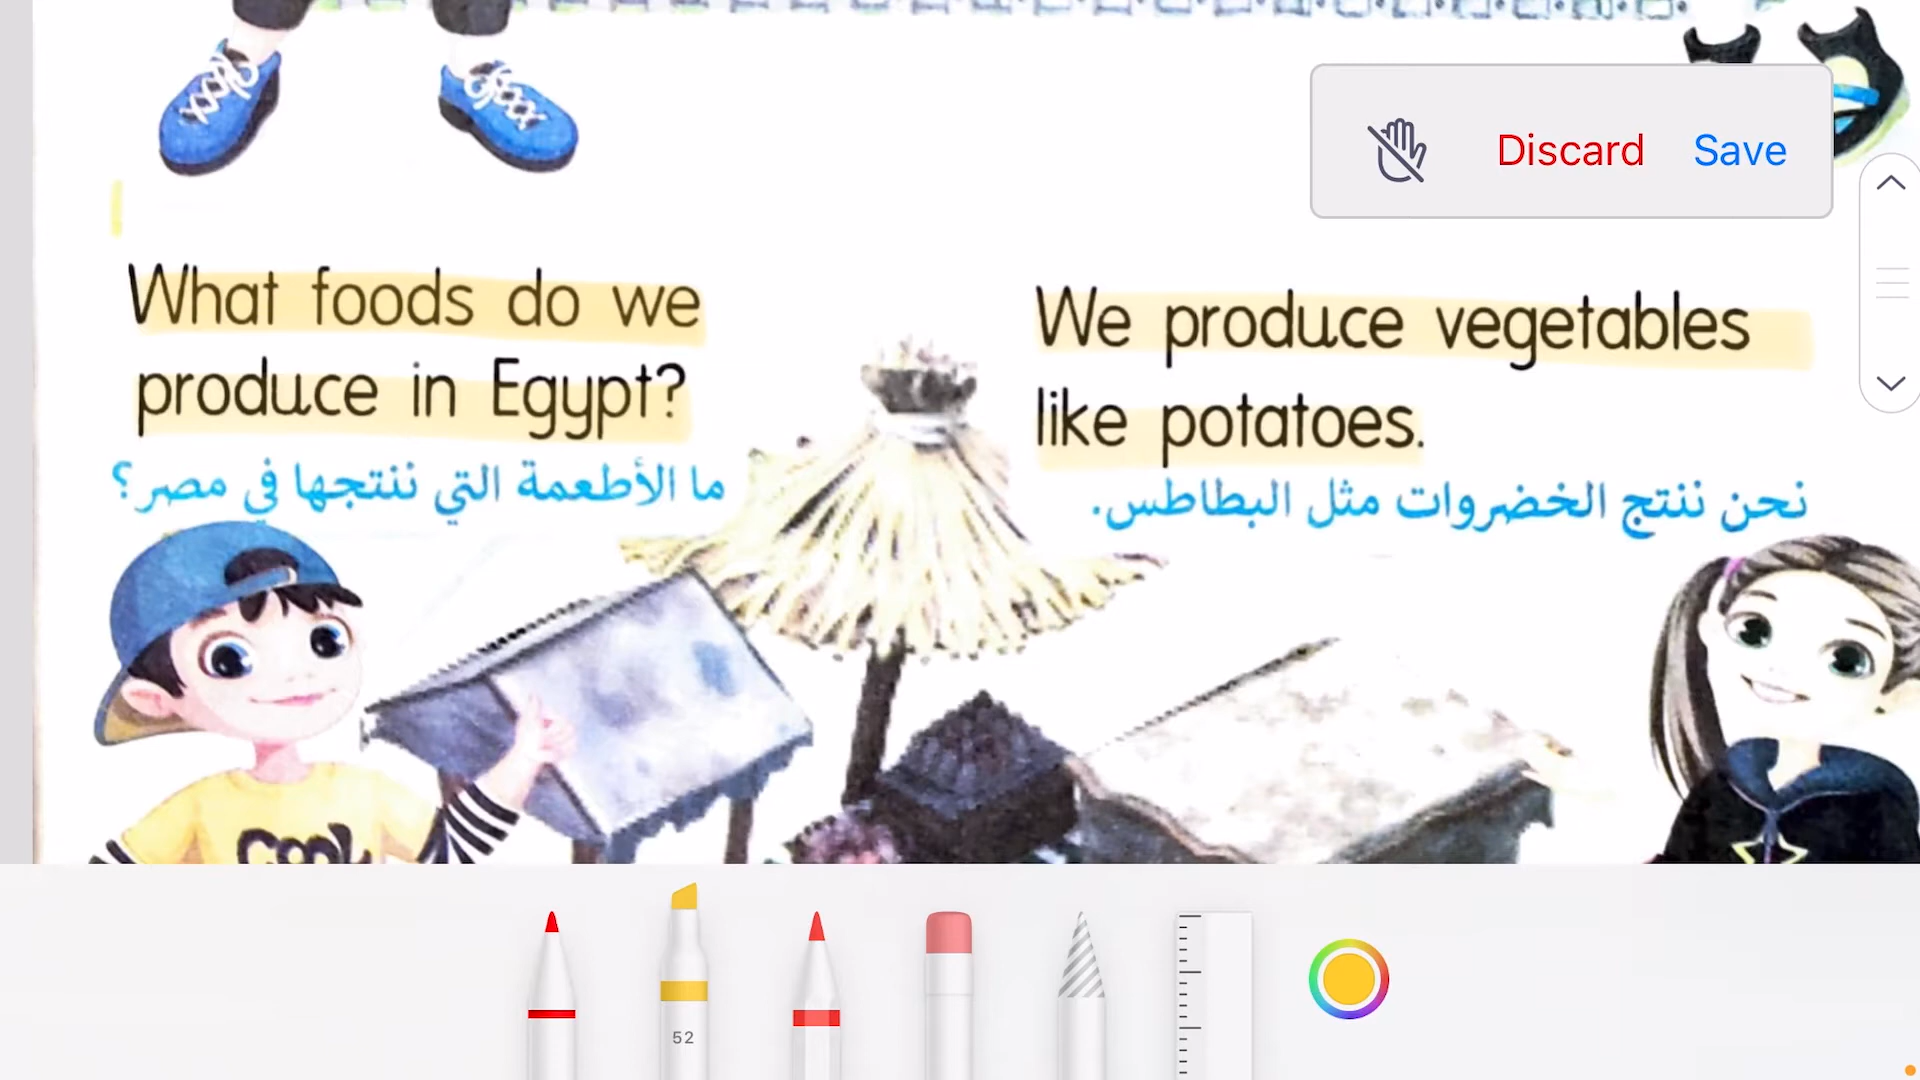 Discard Save
What foods do we
produce in Egypt?
ما الأطعمة التي ننتجها في مصر؟
We produce vegetables
like potatoes.
نحن ننتج الخضروات مثل البطاطس.
Cool
52